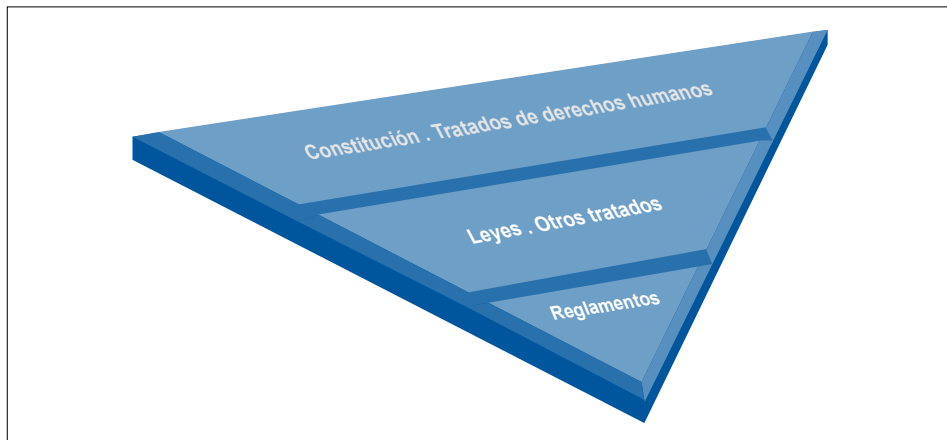 Constitución . Tratados de derechos humanos
Leyes . Otros tratados
Reglamentos